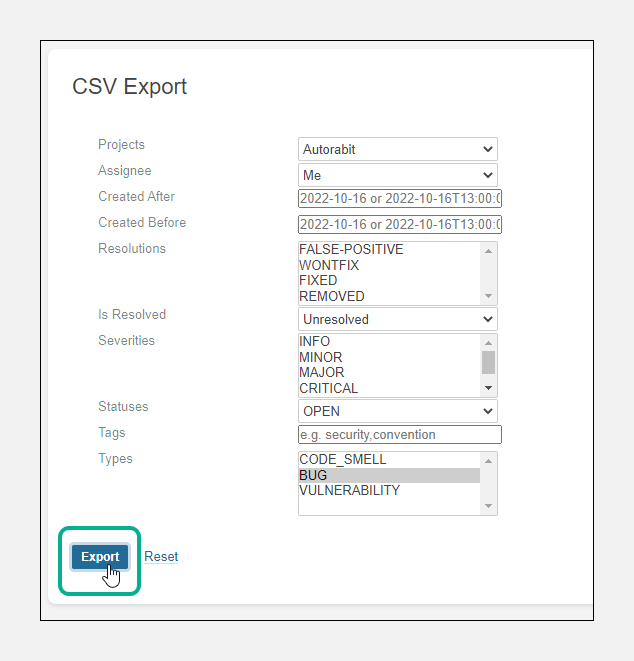 CSV Export
Projects Autorabit
Assignee Me
Created After 2022-10-16 or 2022-10-16T13:00:0
Created Before 2022-10-16 or 2022-10-16T13:00:0
Resolutions FALSE-POSITIVE
WONTFIX
FIXED
REMOVED
Is Resolved Unresolved
Severities INFO
MINOR
MAJOR
CRITICAL
Statuses OPEN
Tags e.g. security,convention
Types CODE_SMELL
BUG
VULNERABILITY
Export Reset